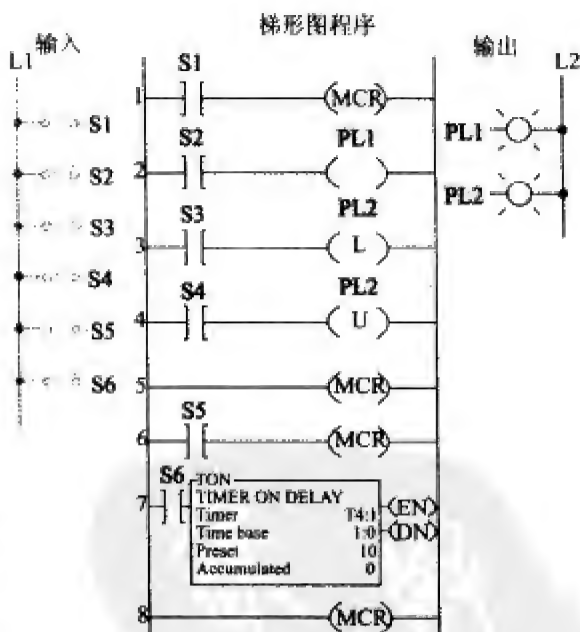 梯形图程序
输入
输出
L1
L2
S1
S2
S3
S4
S5
S6
1
S1
(MCR)
2
S2
PL1
3
S3
PL2
L
4
S4
PL2
U
5
(MCR)
6
S5
(MCR)
7
S6
TON
TIMER ON DELAY
Timer T4:1
Time base 1:0
Preset 10
Accumulated 0
(EN)
(DN)
8
(MCR)
PL1
PL2